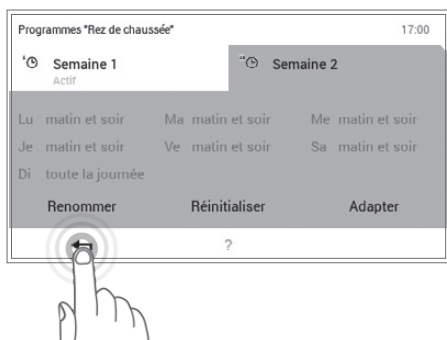 Programmes "Rez de chaussée" 17:00
Semaine 1 Semaine 2
Actif
Lu matin et soir Ma matin et soir Me matin et soir
Je matin et soir Ve matin et soir Sa matin et soir
Di toute la journée
Renommer Réinitialiser Adapter
?